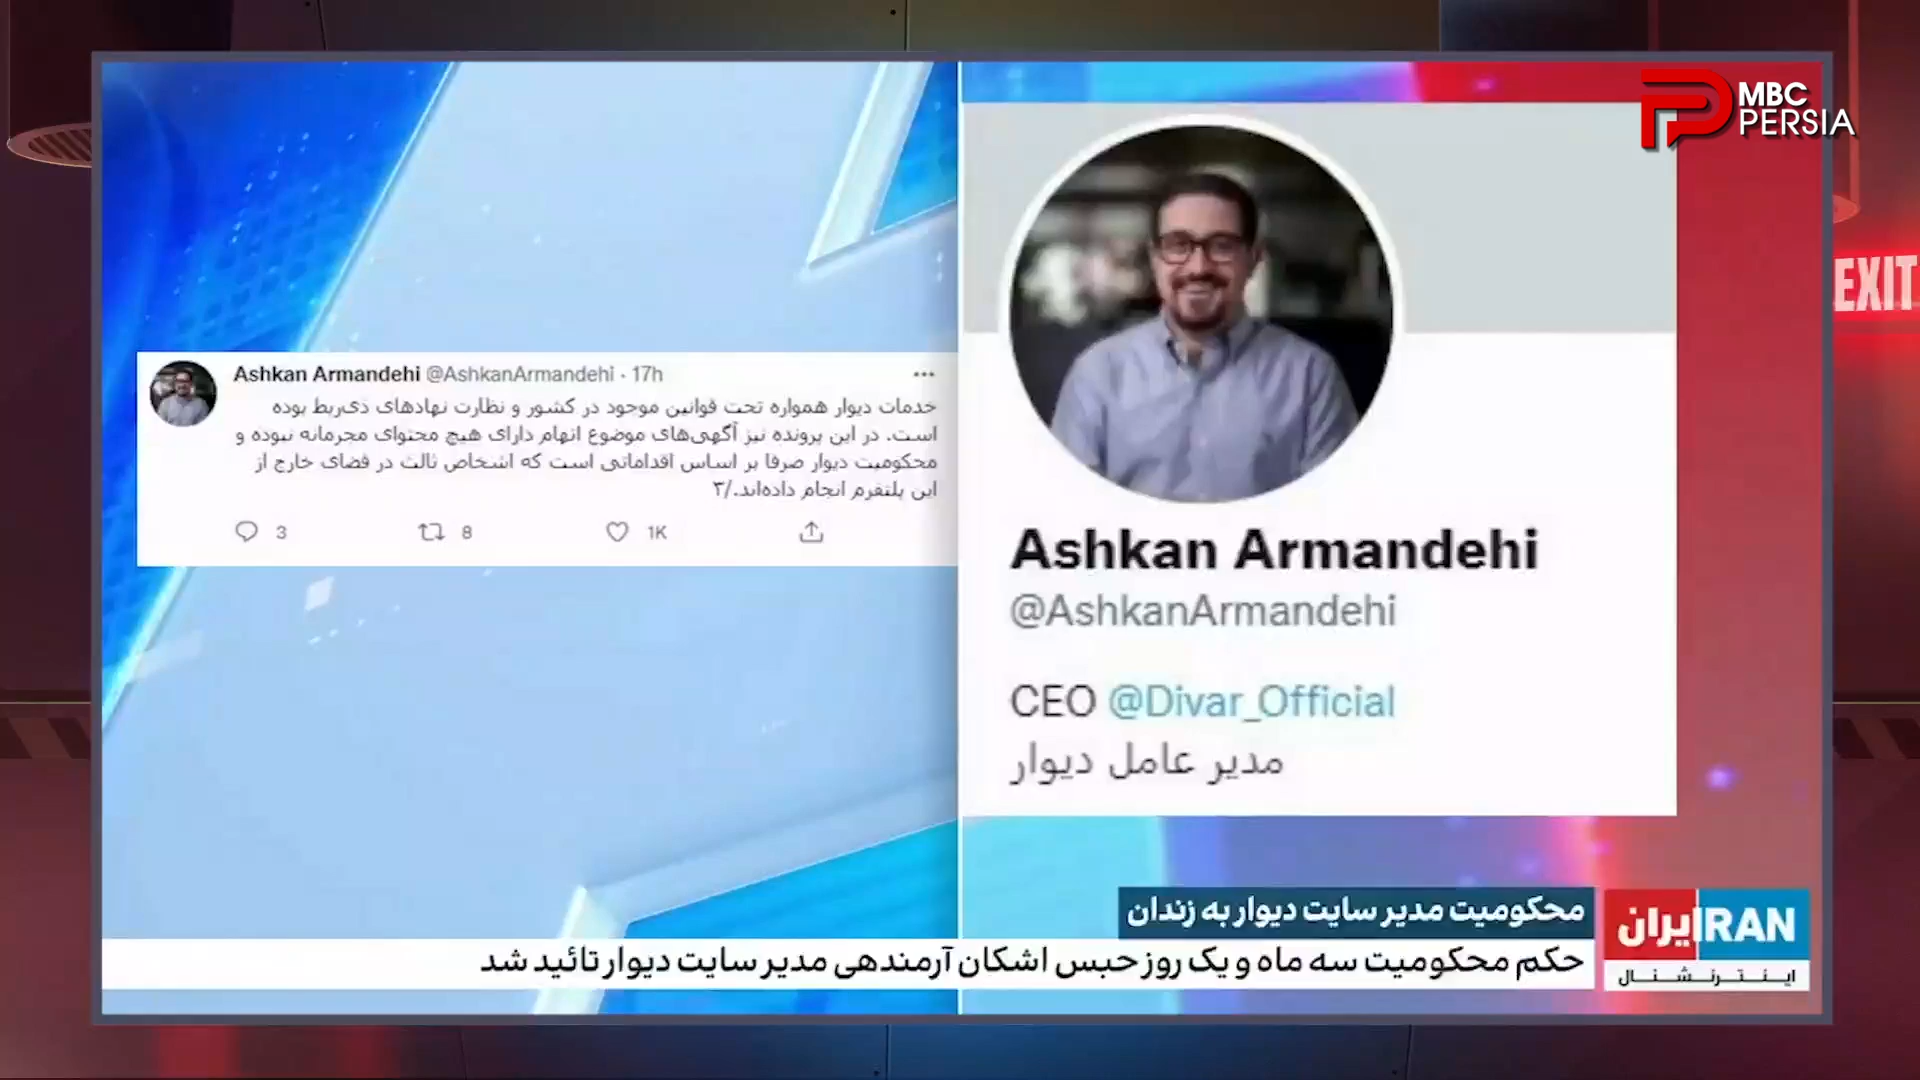 MBC
PERSIA
EXIT
Ashkan Armandehi @AshkanArmandehi · 17h
خدمات دیوار همواره تحت قوانین موجود در کشور و نظارت نهادهای ذی‌ربط بوده
است. در این پرونده نیز آگهی‌های موضوع اتهام دارای هیچ محتوای مجرمانه نبوده و
محکومیت دیوار صرفا بر اساس اقداماتی است که اشخاص ثالث در فضای خارج از
این پلتفرم انجام داده‌اند./۳
3 8 1K
Ashkan Armandehi
@AshkanArmandehi
CEO @Divar_Official
مدیر عامل دیوار
محکومیت مدیر سایت دیوار به زندان
حکم محکومیت سه ماه و یک روز حبس اشکان آرمندهی مدیر سایت دیوار تائید شد
ایران IRAN
اینترنشنال